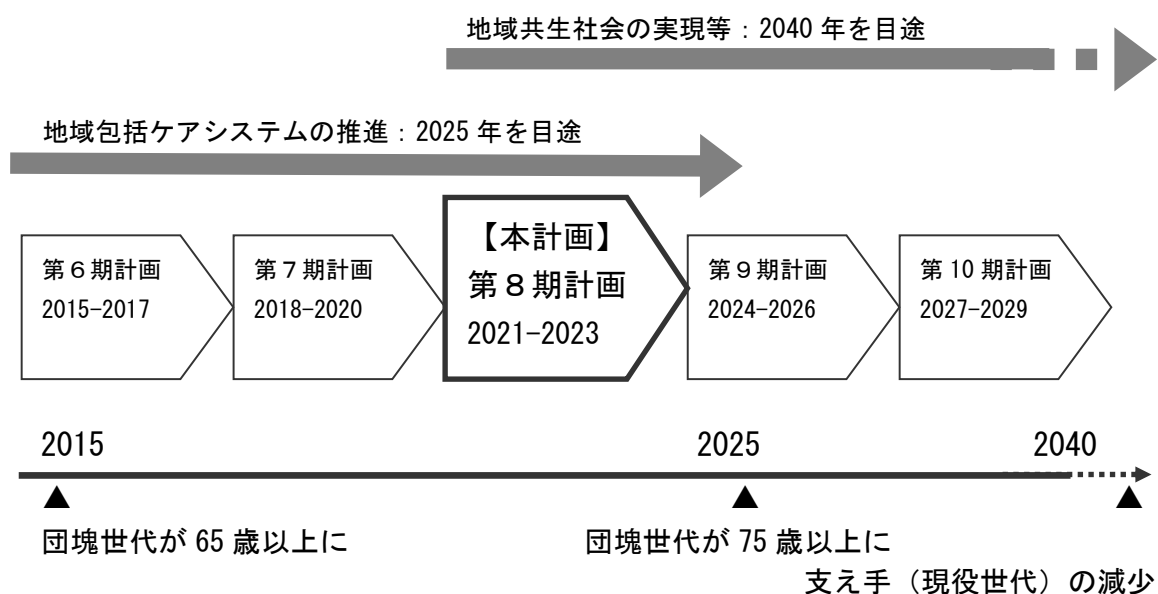 地域共生社会の実現等：2040 年を目途
地域包括ケアシステムの推進：2025 年を目途
第６期計画
2015-2017
第７期計画
2018-2020
【本計画】
第８期計画
2021-2023
第９期計画
2024-2026
第 10 期計画
2027-2029
2015
2025
2040
▲
▲
▲
団塊世代が 65 歳以上に
団塊世代が 75 歳以上に
支え手（現役世代）の減少